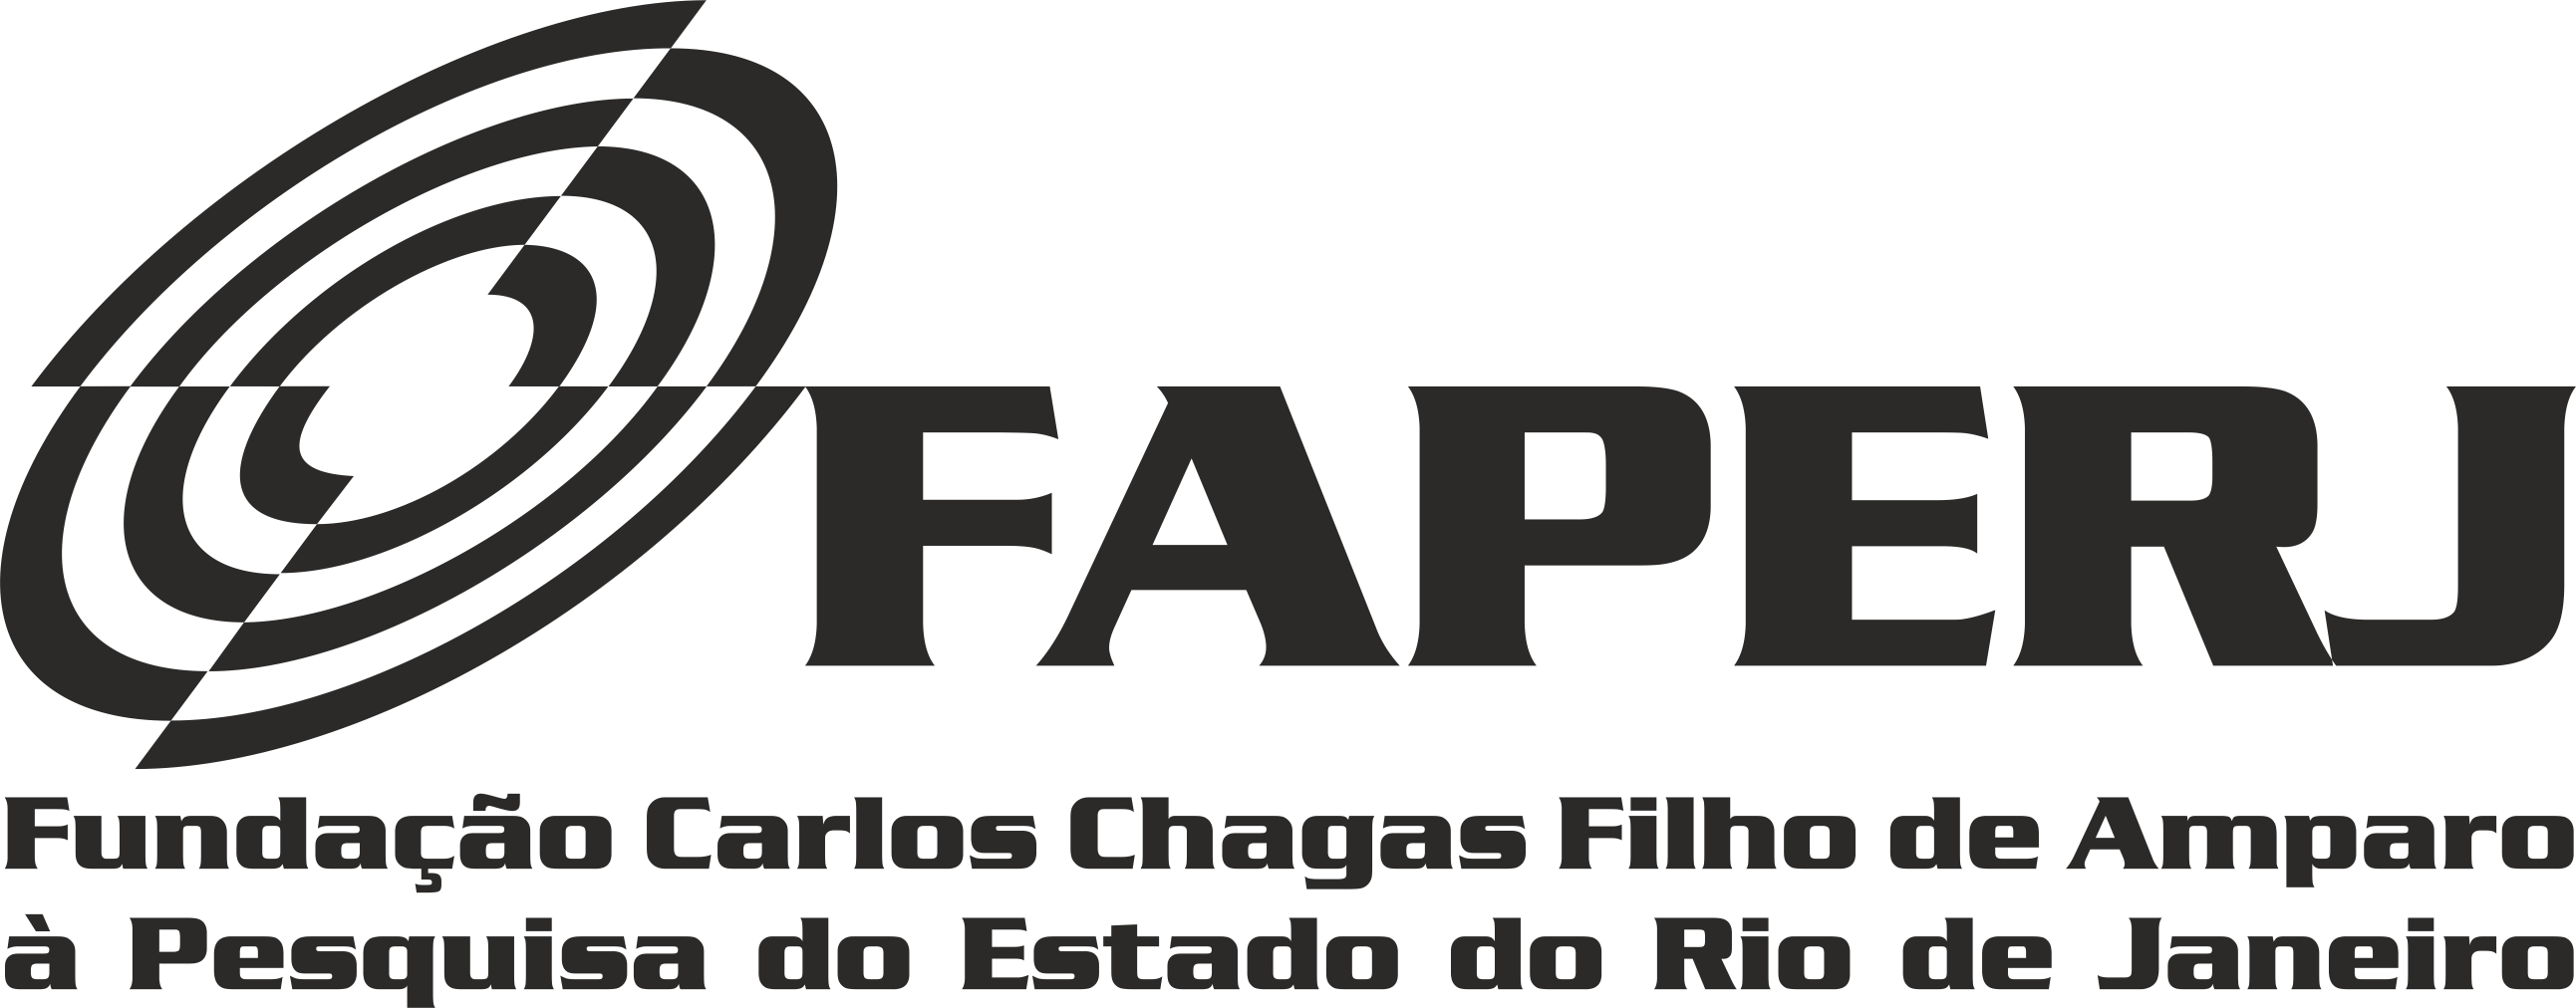 FAPERJ
Fundação Carlos Chagas Filho de Amparo
à Pesquisa do Estado do Rio de Janeiro